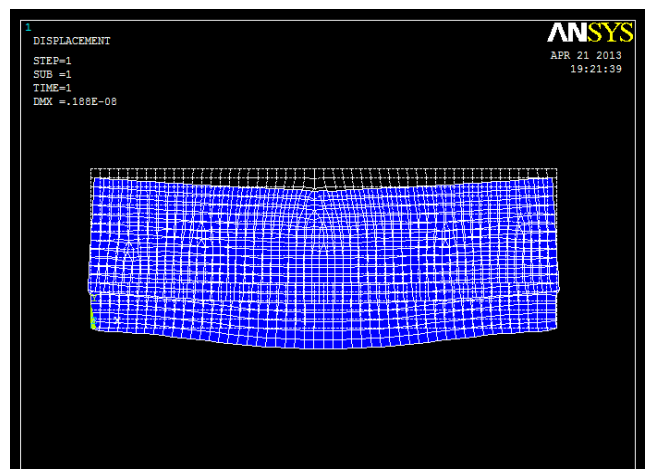 1
DISPLACEMENT
STEP=1
SUB =1
TIME=1
DMX =.188E-08
ANSYS
APR 21 2013
19:21:39